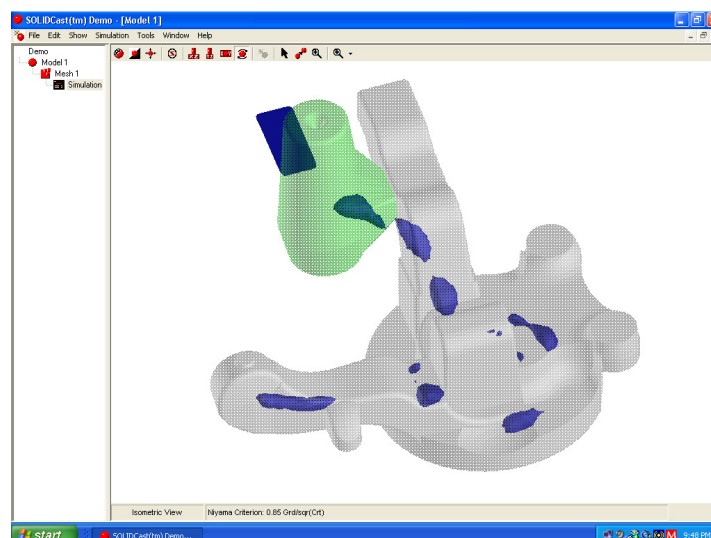 SOLIDCast(tm) Demo - [Model 1]
File Edit Show Simulation Tools Window Help
Demo
Model 1
Mesh 1
Simulation
Isometric View
Niyama Criterion: 0.85 Grd/sqr(Crt)
start
SOLIDCast(tm) Demo...
9:48 PM